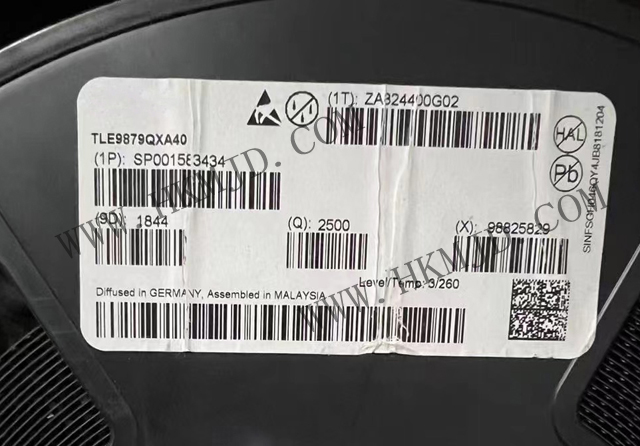 (1T): ZA824400G02
HAL
Pb
TLE9879QXA40
(1P): SP001583434
(9D): 1844
(Q): 2500
(X): 98825829
Level/Temp: 3/260
Diffused in GERMANY, Assembled in MALAYSIA
WWW.HKMJD.COM
WWW.HKMJD.COM